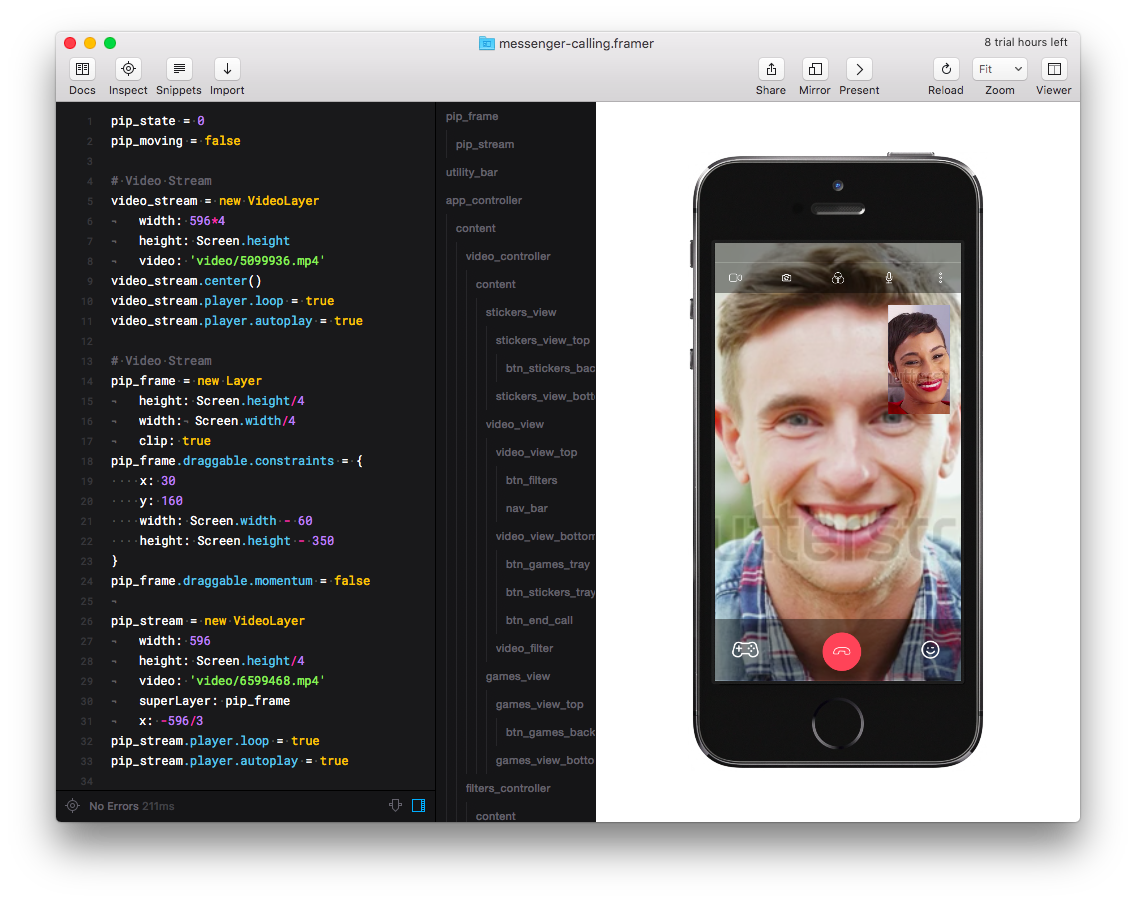 messenger-calling.framer
8 trial hours left
Docs Inspect Snippets Import Share Mirror Present Reload Fit Zoom Viewer
1 pip_state = 0
2 pip_moving = false
3
4 # Video Stream
5 video_stream = new VideoLayer
6 width: 596*4
7 height: Screen.height
8 video: 'video/5099936.mp4'
9 video_stream.center()
10 video_stream.player.loop = true
11 video_stream.player.autoplay = true
12
13 # Video Stream
14 pip_frame = new Layer
15 height: Screen.height/4
16 width: Screen.width/4
17 clip: true
18 pip_frame.draggable.constraints = {
19 x: 30
20 y: 160
21 width: Screen.width - 60
22 height: Screen.height - 350
23 }
24 pip_frame.draggable.momentum = false
25
26 pip_stream = new VideoLayer
27 width: 596
28 height: Screen.height/4
29 video: 'video/6599468.mp4'
30 superLayer: pip_frame
31 x: -596/3
32 pip_stream.player.loop = true
33 pip_stream.player.autoplay = true
34
No Errors 211ms
pip_frame
pip_stream
utility_bar
app_controller
content
video_controller
content
stickers_view
stickers_view_top
btn_stickers_bac
stickers_view_bott
video_view
video_view_top
btn_filters
nav_bar
video_view_bottom
btn_games_tray
btn_stickers_tray
btn_end_call
video_filter
games_view
games_view_top
btn_games_back
games_view_botto
filters_controller
content